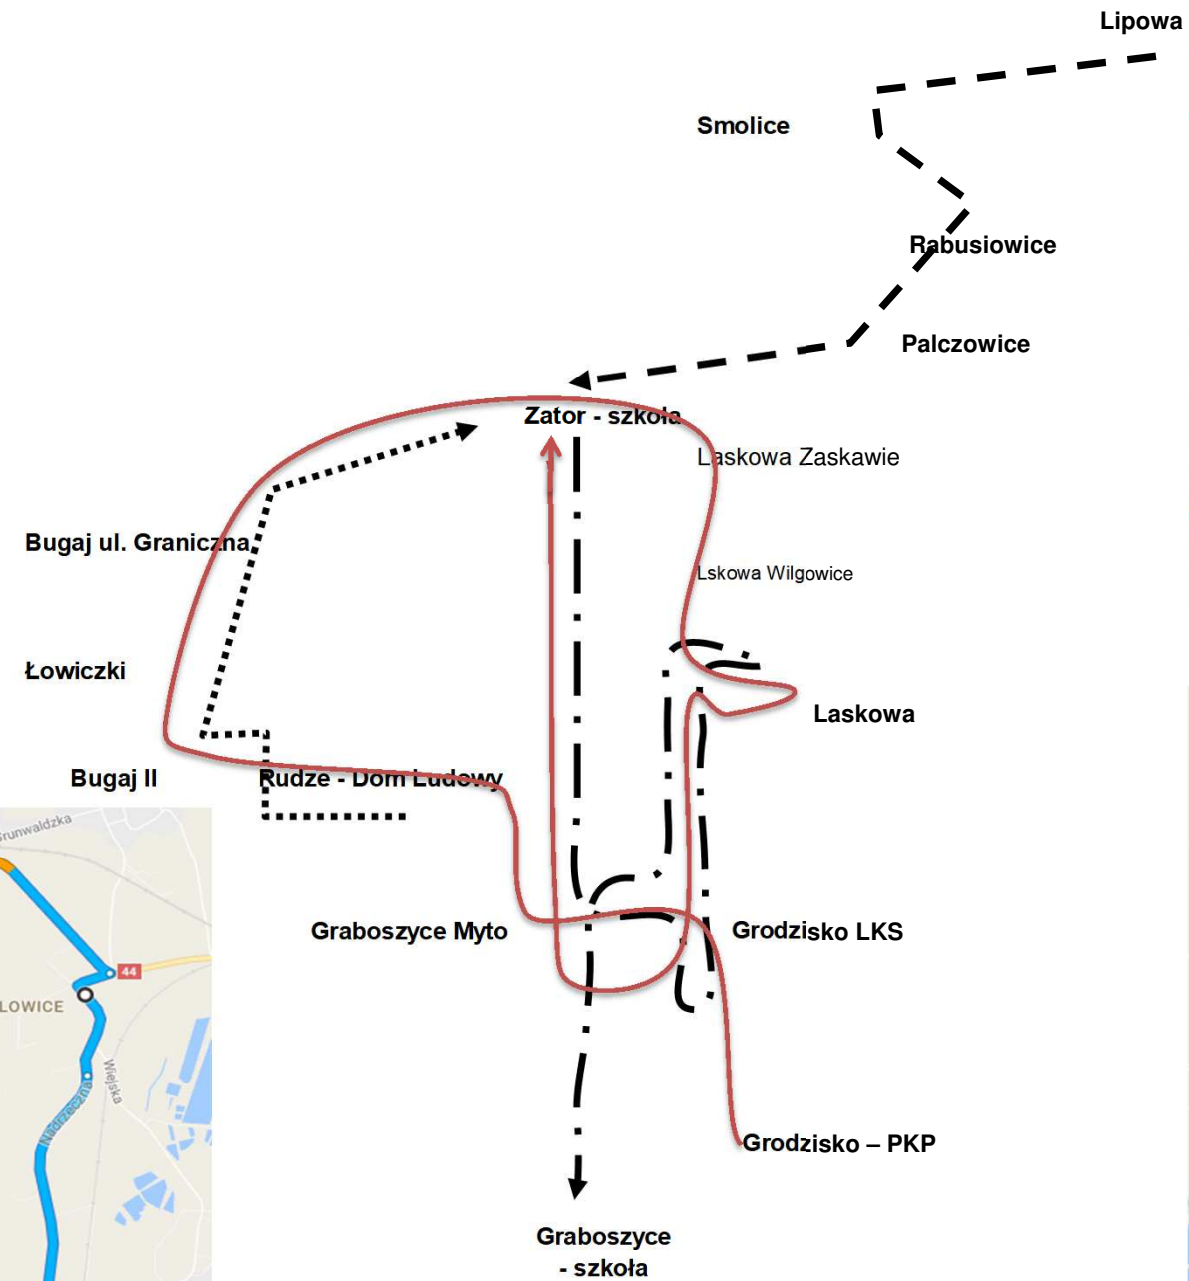 Lipowa
Smolice
Rabusiowice
Palczowice
Zator - szkoła
Laskowa Zaskawie
Bugaj ul. Graniczna
Lskowa Wilgowice
Łowiczki
Laskowa
Bugaj II
Rudze - Dom Ludowy
runwaldzka
Graboszyce Myto
Grodzisko LKS
44
LOWICE
Wiejska
Nadrzeczna
Grodzisko – PKP
Graboszyce
- szkoła